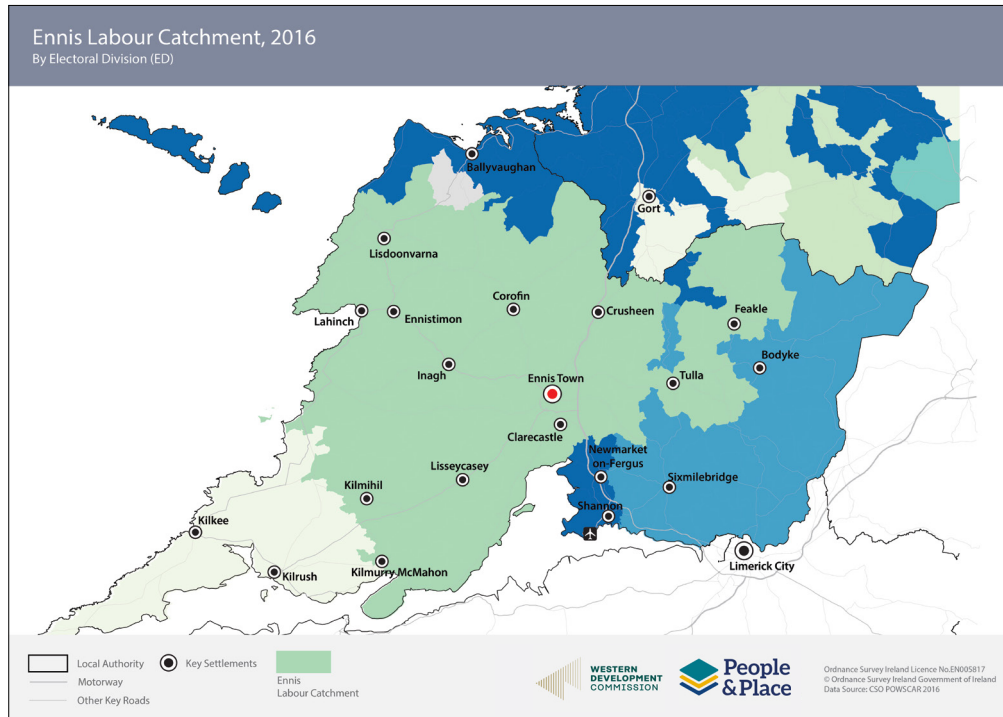 Ennis Labour Catchment, 2016
By Electoral Division (ED)
Ballyvaughan
Gort
Lisdoonvarna
Corofin
Crusheen
Feakle
Lahinch
Ennistimon
Bodyke
Inagh
Ennis Town
Tulla
Clarecastle
Newmarket
on-Fergus
Lisseycasey
Sixmilebridge
Kilmihil
Shannon
Kilkee
Limerick City
Kilmurry McMahon
Kilrush
Local Authority
Key Settlements
Motorway
Other Key Roads
Ennis
Labour Catchment
WESTERN
DEVELOPMENT
COMMISSION
People
& Place
Ordnance Survey Ireland Licence No.EN005817
© Ordnance Survey Ireland Government of Ireland
Data Source: CSO POWSCAR 2016